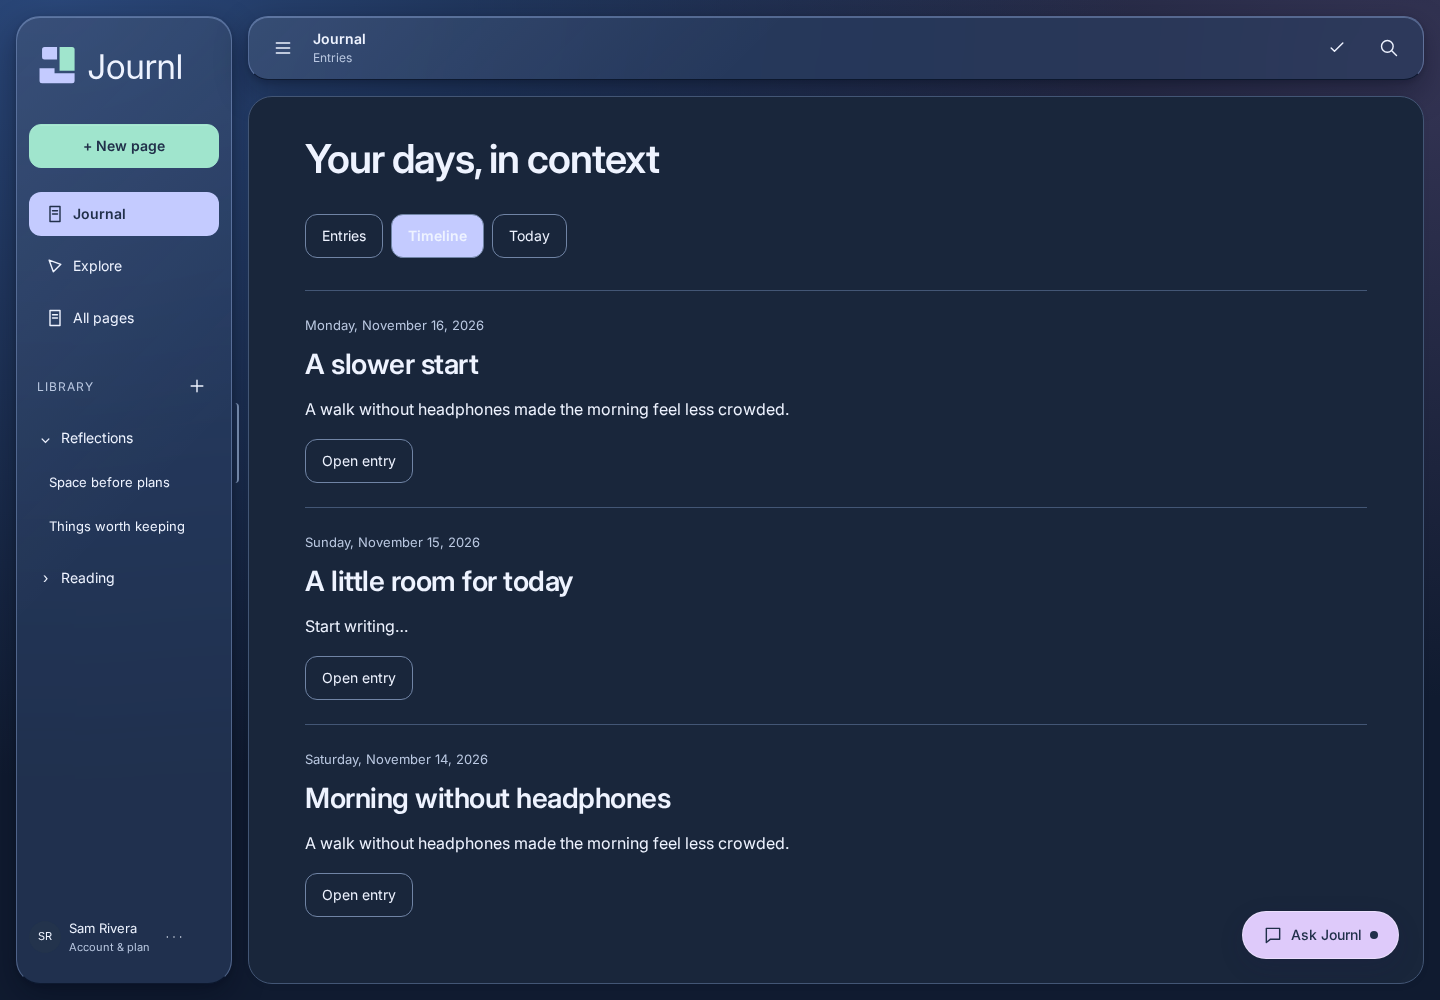 Journl
+ New page
Journal
Explore
All pages
LIBRARY
Reflections
Space before plans
Things worth keeping
Reading
SR
Sam Rivera
Account & plan
Journal
Entries
Your days, in context
Entries
Timeline
Today
Monday, November 16, 2026
A slower start
A walk without headphones made the morning feel less crowded.
Open entry
Sunday, November 15, 2026
A little room for today
Start writing...
Open entry
Saturday, November 14, 2026
Morning without headphones
A walk without headphones made the morning feel less crowded.
Open entry
Ask Journl